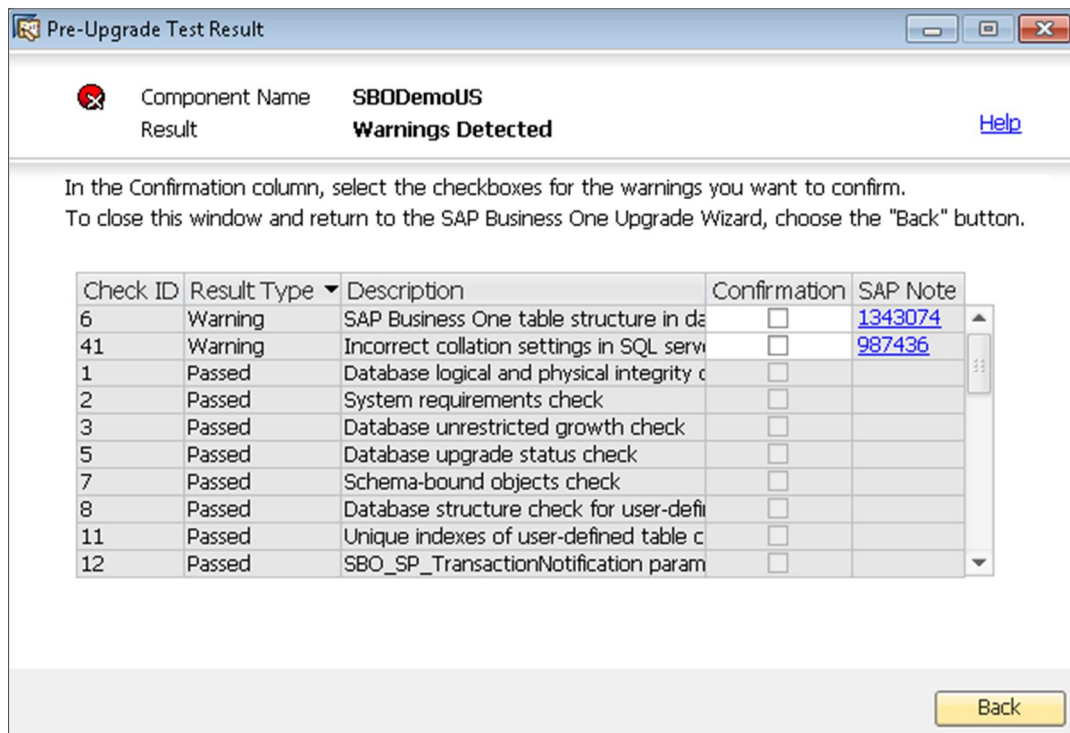 Pre-Upgrade Test Result
Component Name SBODemoUS
Result Warnings Detected
Help
In the Confirmation column, select the checkboxes for the warnings you want to confirm.
To close this window and return to the SAP Business One Upgrade Wizard, choose the "Back" button.
Check ID Result Type Description Confirmation SAP Note
6 Warning SAP Business One table structure in da 1343074
41 Warning Incorrect collation settings in SQL serv 987436
1 Passed Database logical and physical integrity c
2 Passed System requirements check
3 Passed Database unrestricted growth check
5 Passed Database upgrade status check
7 Passed Schema-bound objects check
8 Passed Database structure check for user-defi
11 Passed Unique indexes of user-defined table c
12 Passed SBO_SP_TransactionNotification param
Back